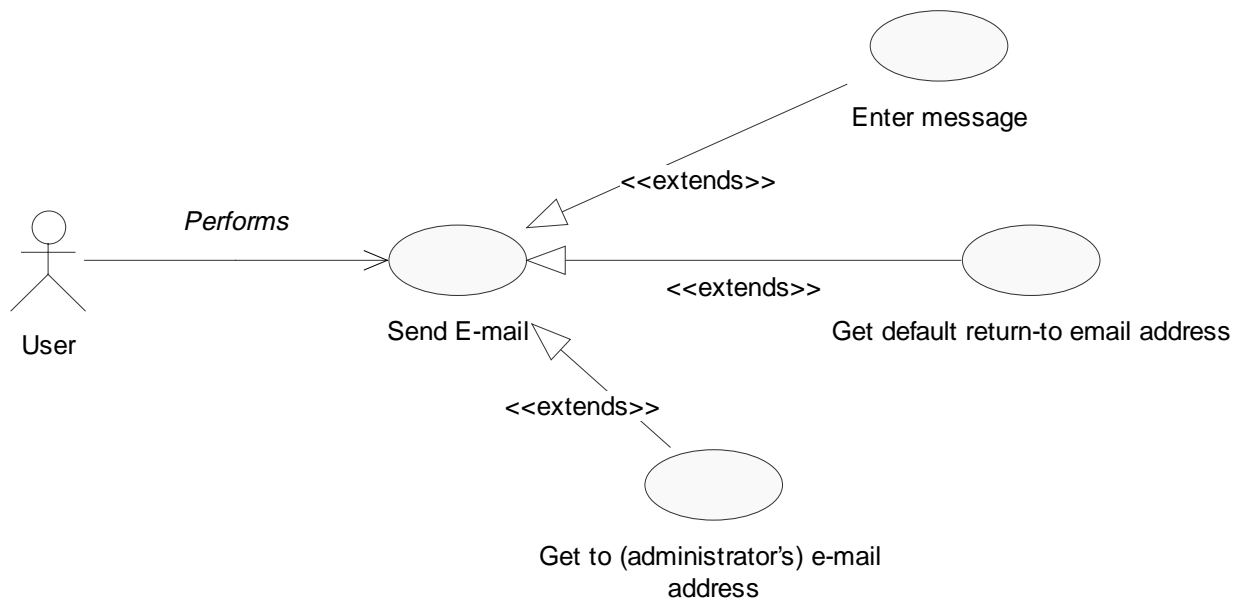 Enter message
<<extends>>
Performs
<<extends>>
User
Send E-mail
Get default return-to email address
<<extends>>
Get to (administrator's) e-mail
address